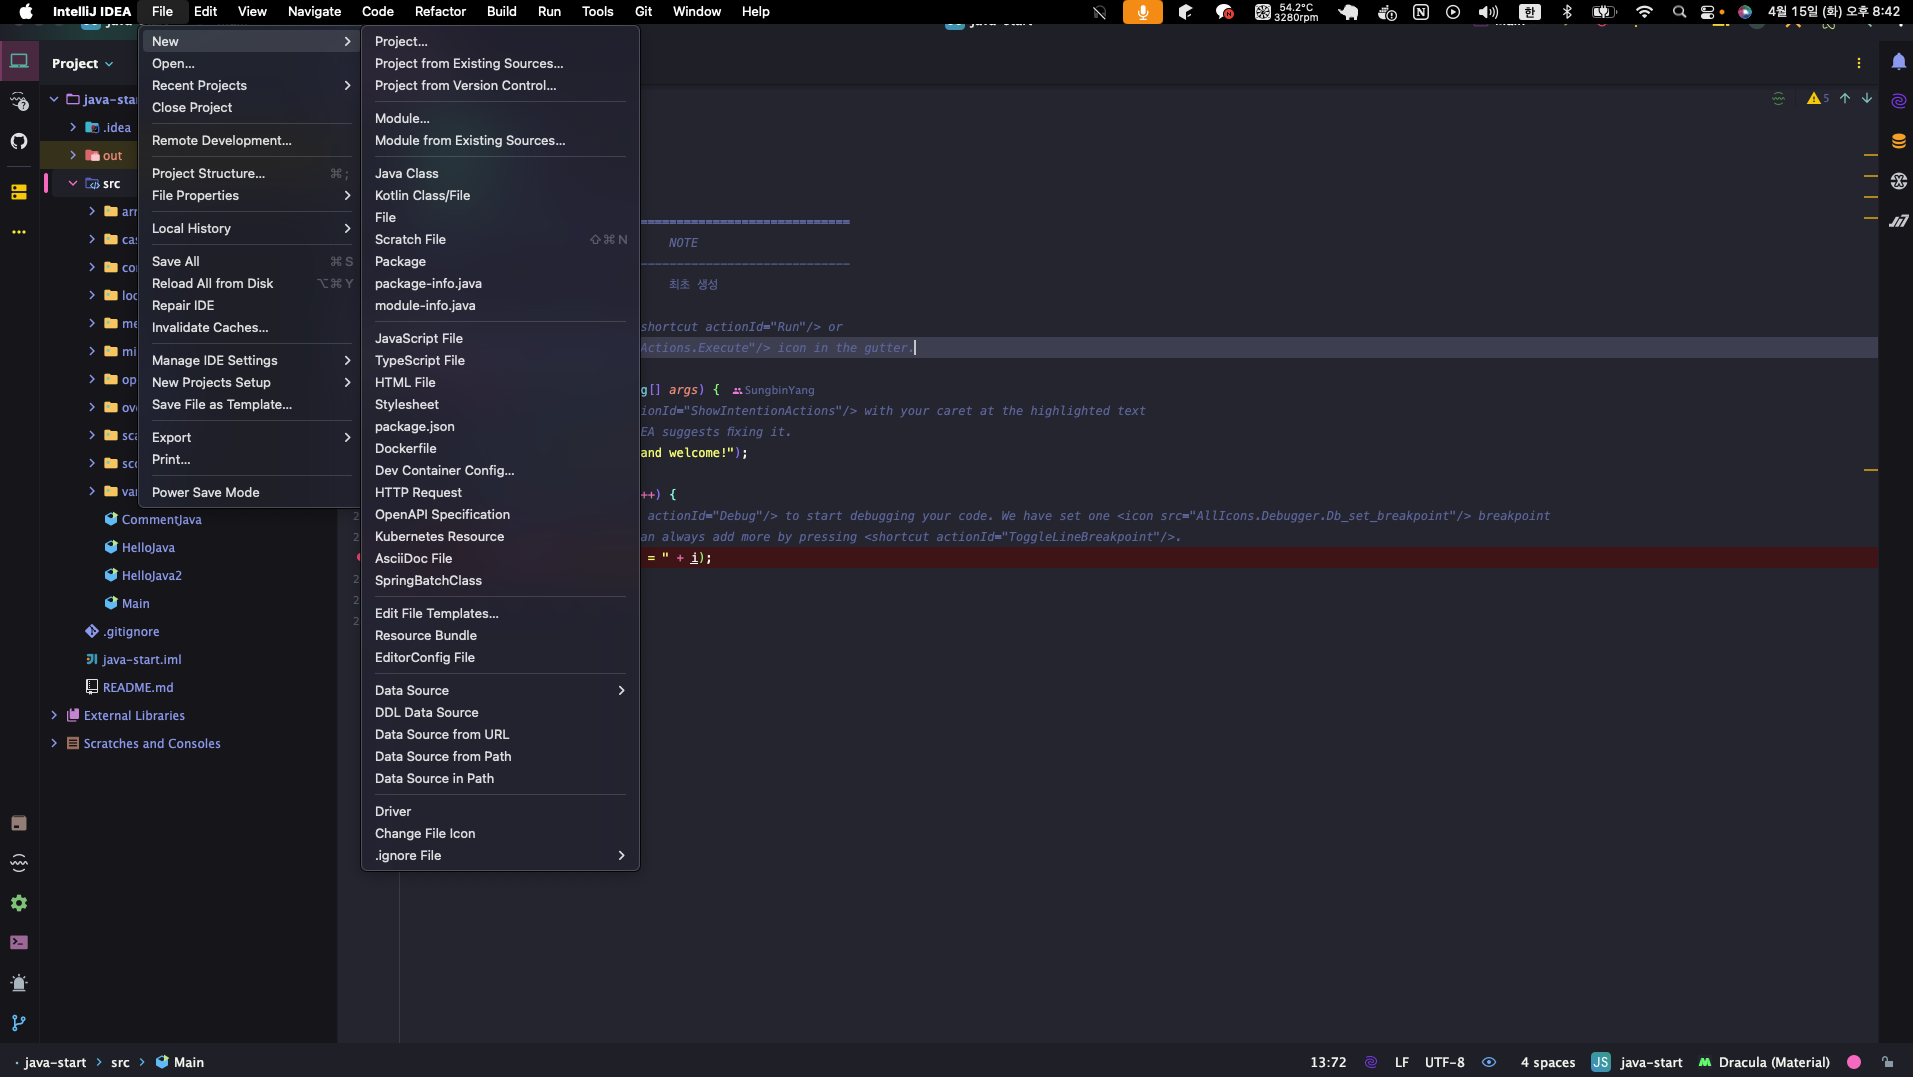 IntelliJ IDEA File Edit View Navigate Code Refactor Build Run Tools Git Window Help 54.2°C 3280rpm 한 4월 15일 (화) 오후 8:42
Project
java-star
.idea
out
src
CommentJava
HelloJava
HelloJava2
Main
.gitignore
java-start.iml
README.md
External Libraries
Scratches and Consoles
New
Open...
Recent Projects
Close Project
Remote Development...
Project Structure... ⌘ ;
File Properties
Local History
Save All ⌘ S
Reload All from Disk ⌥⌘ Y
Repair IDE
Invalidate Caches...
Manage IDE Settings
New Projects Setup
Save File as Template...
Export
Print...
Power Save Mode
Project...
Project from Existing Sources...
Project from Version Control...
Module...
Module from Existing Sources...
Java Class
Kotlin Class/File
File
Scratch File ⇧⌘ N
Package
package-info.java
module-info.java
JavaScript File
TypeScript File
HTML File
Stylesheet
package.json
Dockerfile
Dev Container Config...
HTTP Request
OpenAPI Specification
Kubernetes Resource
AsciiDoc File
SpringBatchClass
Edit File Templates...
Resource Bundle
EditorConfig File
Data Source
DDL Data Source
Data Source from URL
Data Source from Path
Data Source in Path
Driver
Change File Icon
.ignore File
5
============================
NOTE
----------------------------
최초 생성
shortcut actionId="Run"/> or
Actions.Execute"/> icon in the gutter.
g[] args) { SungbinYang
ionId="ShowIntentionActions"/> with your caret at the highlighted text
EA suggests fixing it.
and welcome!");
++) {
actionId="Debug"/> to start debugging your code. We have set one <icon src="AllIcons.Debugger.Db_set_breakpoint"/> breakpoint
an always add more by pressing <shortcut actionId="ToggleLineBreakpoint"/>.
= " + i);
java-start > src > Main
13:72 LF UTF-8 4 spaces JS java-start Dracula (Material)